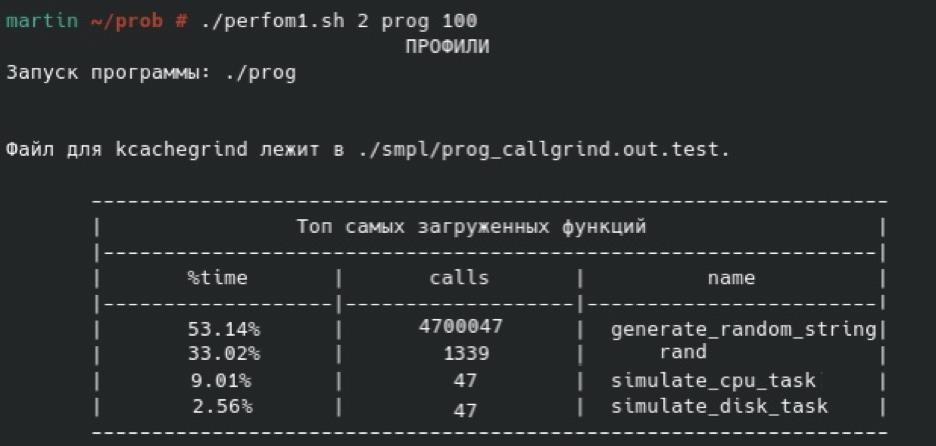 martin ~/prob # ./perfom1.sh 2 prog 100
ПРОФИЛИ
Запуск программы: ./prog
Файл для kcachegrind лежит в ./smpl/prog_callgrind.out.test.
Топ самых загруженных функций
%time | calls | name
53.14% | 4700047 | generate_random_string
33.02% | 1339 | rand
9.01% | 47 | simulate_cpu_task
2.56% | 47 | simulate_disk_task